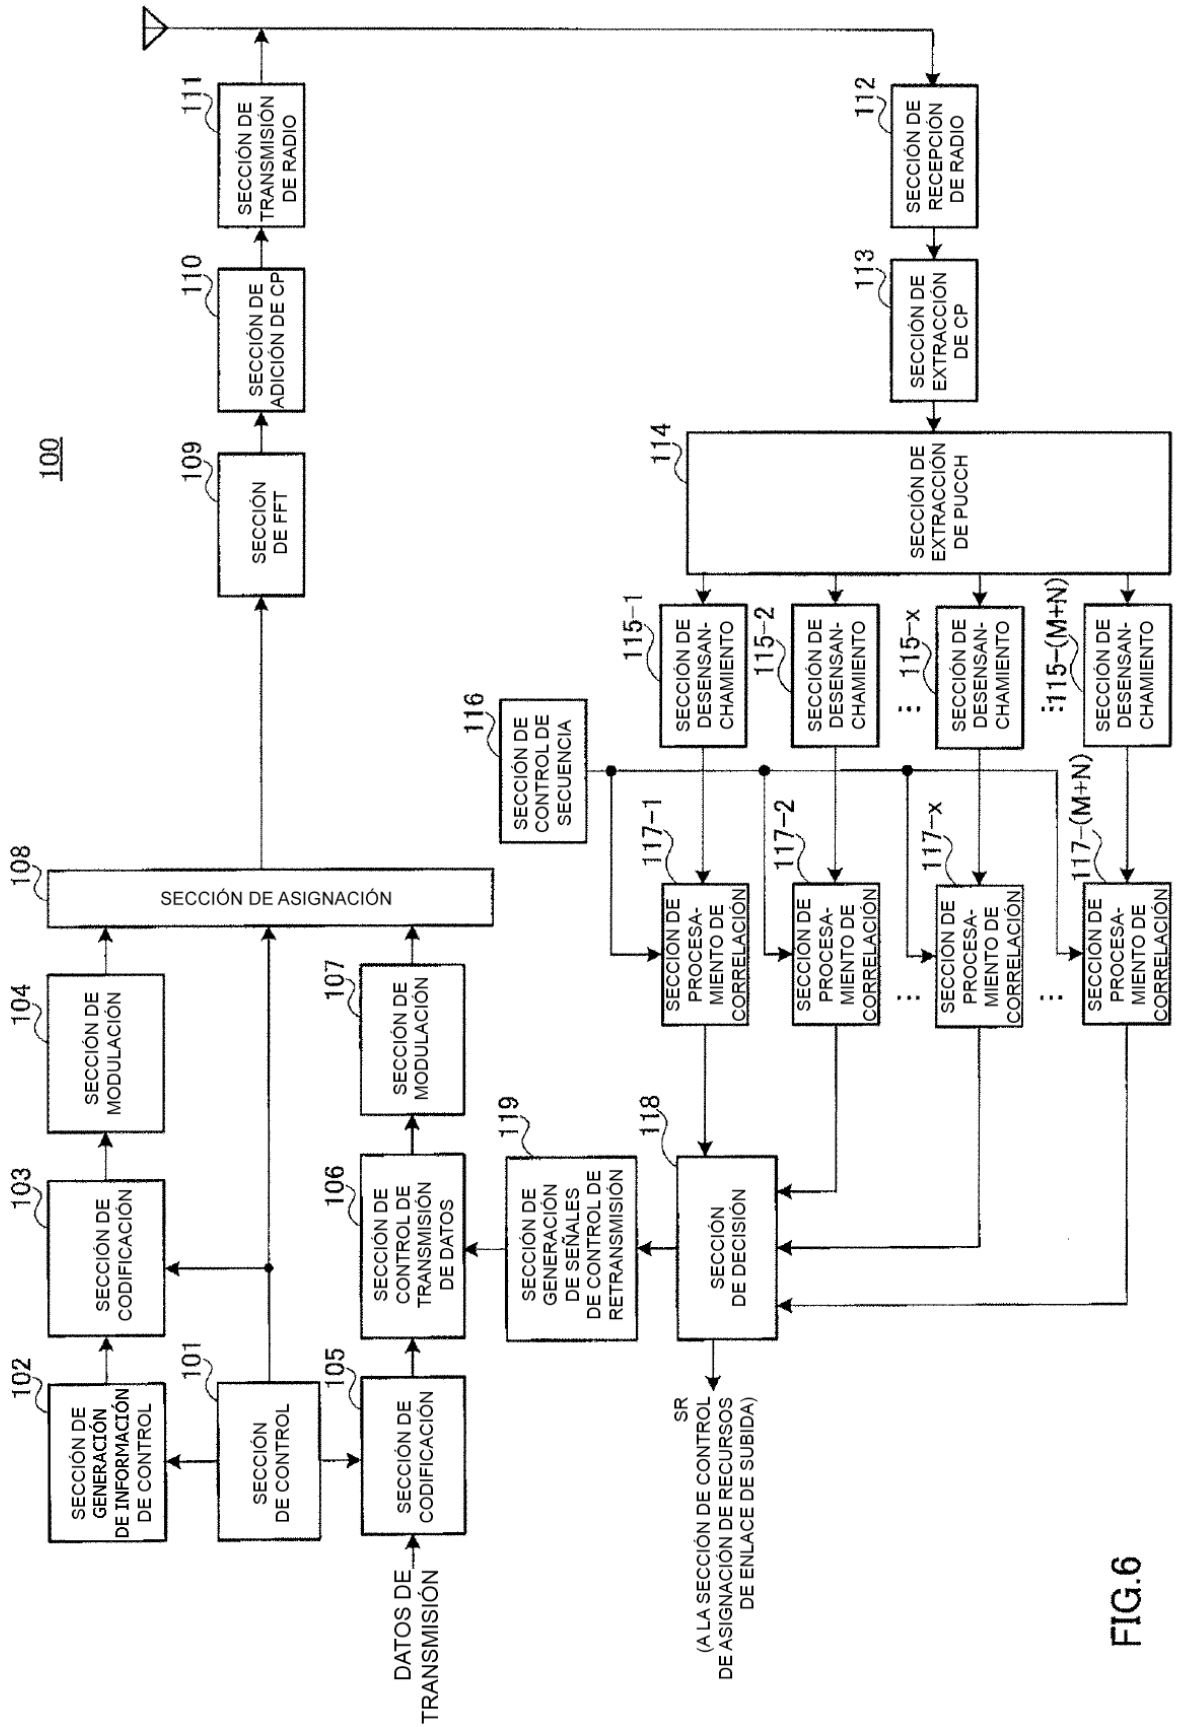 100
102
SECCIÓN DE
GENERACIÓN
DE INFORMACIÓN
DE CONTROL
103
SECCIÓN DE
CODIFICACIÓN
104
SECCIÓN DE
MODULACIÓN
108
SECCIÓN DE ASIGNACIÓN
101
SECCIÓN
DE CONTROL
109
SECCIÓN
DE FFT
110
SECCIÓN DE
ADICIÓN DE CP
111
SECCIÓN DE
TRANSMISIÓN
DE RADIO
DATOS DE
TRANSMISIÓN
105
SECCIÓN DE
CODIFICACIÓN
106
SECCIÓN DE
CONTROL DE
TRANSMISIÓN
DE DATOS
107
SECCIÓN DE
MODULACIÓN
119
SECCIÓN DE
GENERACIÓN
DE SEÑALES
DE CONTROL DE
RETRANSMISIÓN
116
SECCIÓN DE
CONTROL DE
SECUENCIA
SR
(A LA SECCIÓN DE CONTROL
DE ASIGNACIÓN DE RECURSOS
DE ENLACE DE SUBIDA)
118
SECCIÓN
DE DECISIÓN
117-1
SECCIÓN DE
PROCESA-
MIENTO DE
CORRELACIÓN
115-1
SECCIÓN DE
DESENSAN-
CHAMIENTO
114
SECCIÓN DE
EXTRACCIÓN
DE PUCCH
113
SECCIÓN DE
EXTRACCIÓN
DE CP
112
SECCIÓN DE
RECEPCIÓN
DE RADIO
117-2
SECCIÓN DE
PROCESA-
MIENTO DE
CORRELACIÓN
115-2
SECCIÓN DE
DESENSAN-
CHAMIENTO
117-x
SECCIÓN DE
PROCESA-
MIENTO DE
CORRELACIÓN
115-x
SECCIÓN DE
DESENSAN-
CHAMIENTO
117-(M+N)
SECCIÓN DE
PROCESA-
MIENTO DE
CORRELACIÓN
115-(M+N)
SECCIÓN DE
DESENSAN-
CHAMIENTO
FIG.6